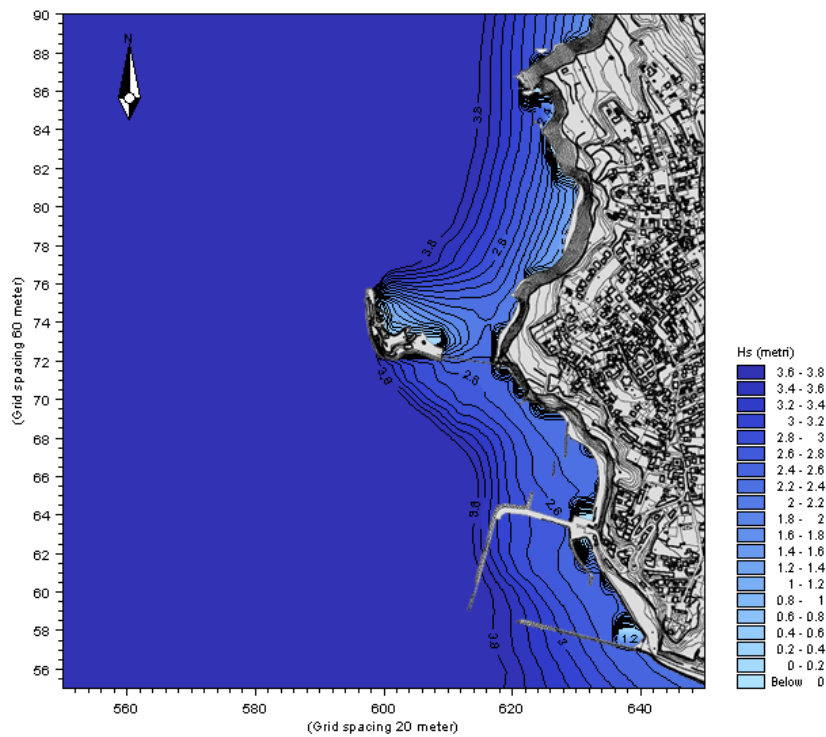 90
88
86
84
82
80
78
76
74
72
70
68
66
64
62
60
58
56
(Grid spacing 60 meter)
N
3.8
2.4
3.8
2.8
3.8
2.6
3.8
2.6
3.8
3
1.2
560
580
600
620
640
(Grid spacing 20 meter)
Hs (metri)
3.6 - 3.8
3.4 - 3.6
3.2 - 3.4
3 - 3.2
2.8 - 3
2.6 - 2.8
2.4 - 2.6
2.2 - 2.4
2 - 2.2
1.8 - 2
1.6 - 1.8
1.4 - 1.6
1.2 - 1.4
1 - 1.2
0.8 - 1
0.6 - 0.8
0.4 - 0.6
0.2 - 0.4
0 - 0.2
Below 0